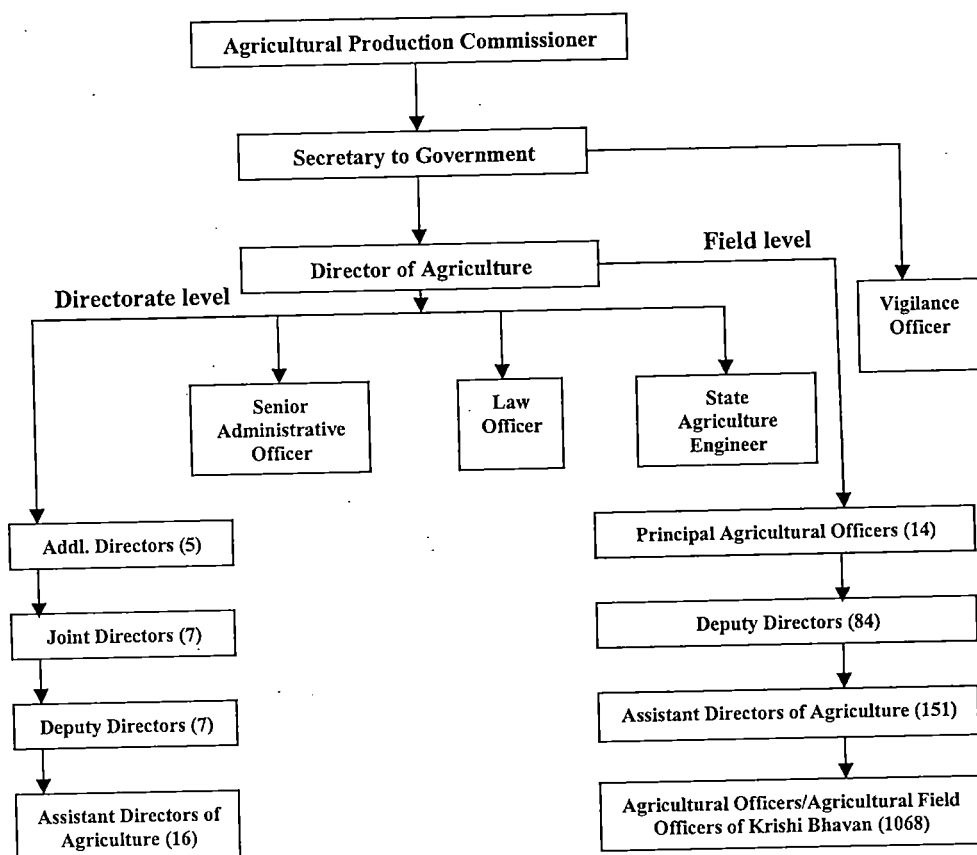 Agricultural Production Commissioner
Secretary to Government
Field level
Director of Agriculture
Directorate level
Vigilance
Officer
Senior
Administrative
Officer
Law
Officer
State
Agriculture
Engineer
Addl. Directors (5)
Principal Agricultural Officers (14)
Joint Directors (7)
Deputy Directors (84)
Deputy Directors (7)
Assistant Directors of Agriculture (151)
Assistant Directors of
Agriculture (16)
Agricultural Officers/Agricultural Field
Officers of Krishi Bhavan (1068)